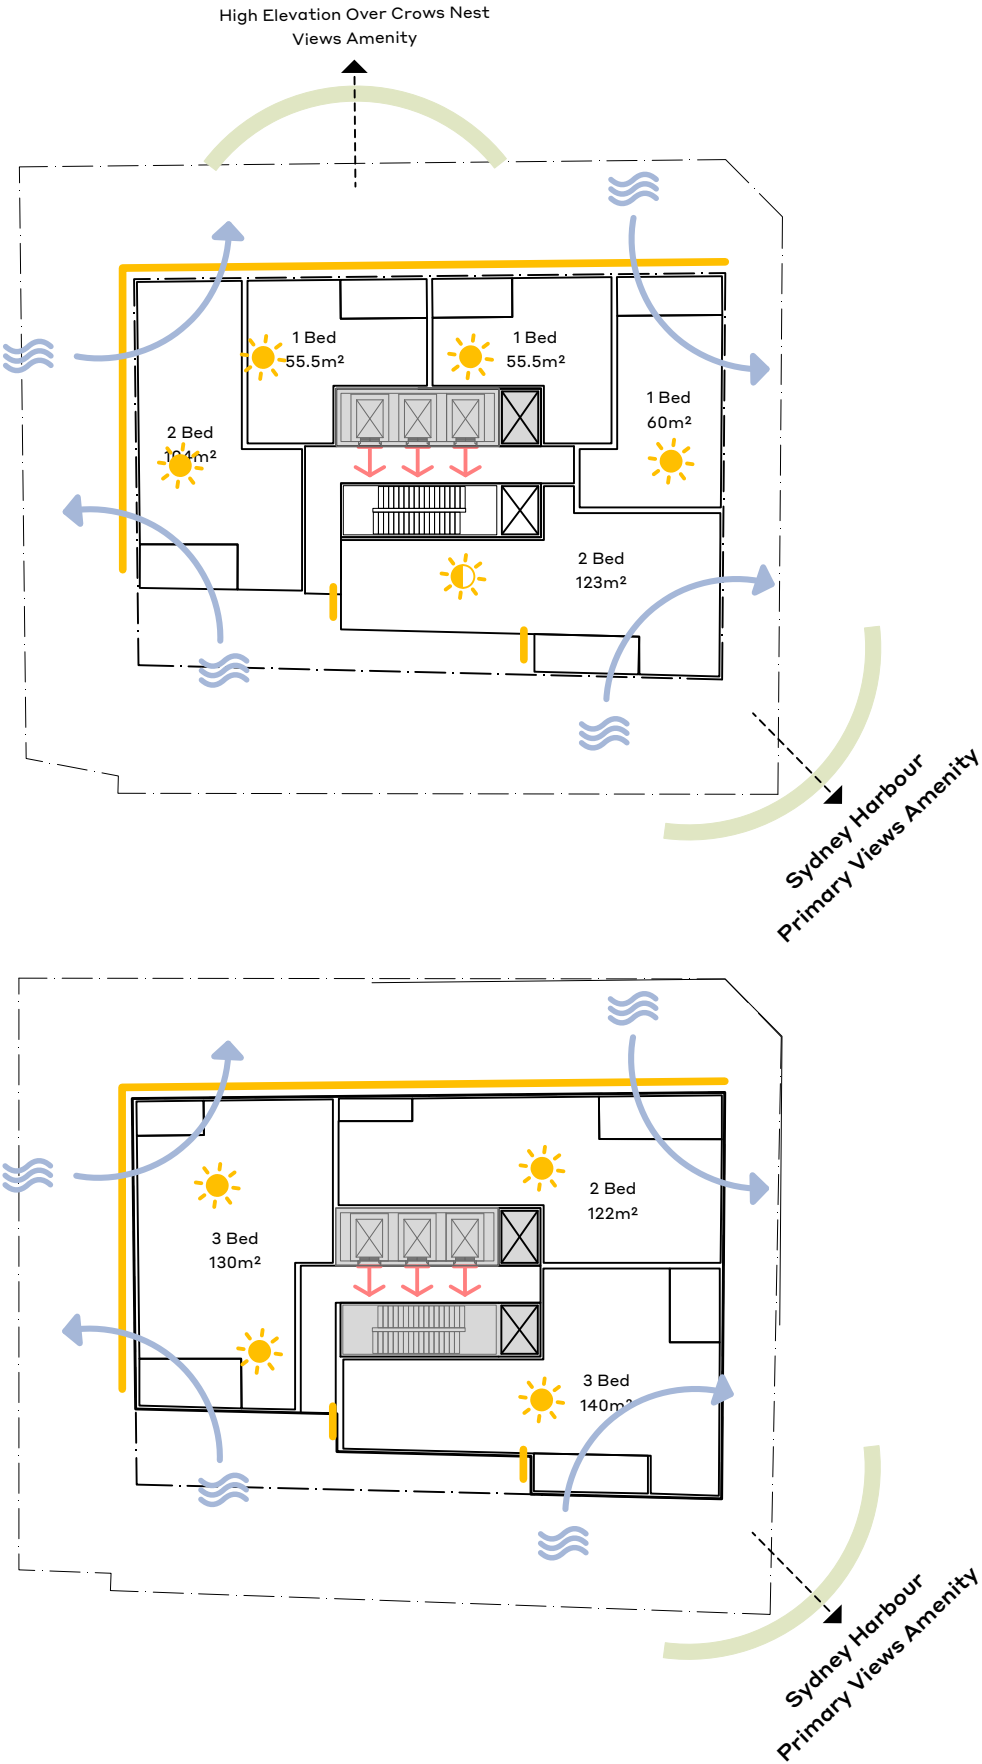 High Elevation Over Crows Nest
Views Amenity
1 Bed
55.5m²
1 Bed
55.5m²
1 Bed
60m²
2 Bed
104m²
2 Bed
123m²
Sydney Harbour
Primary Views Amenity
2 Bed
122m²
3 Bed
130m²
3 Bed
140m²
Sydney Harbour
Primary Views Amenity